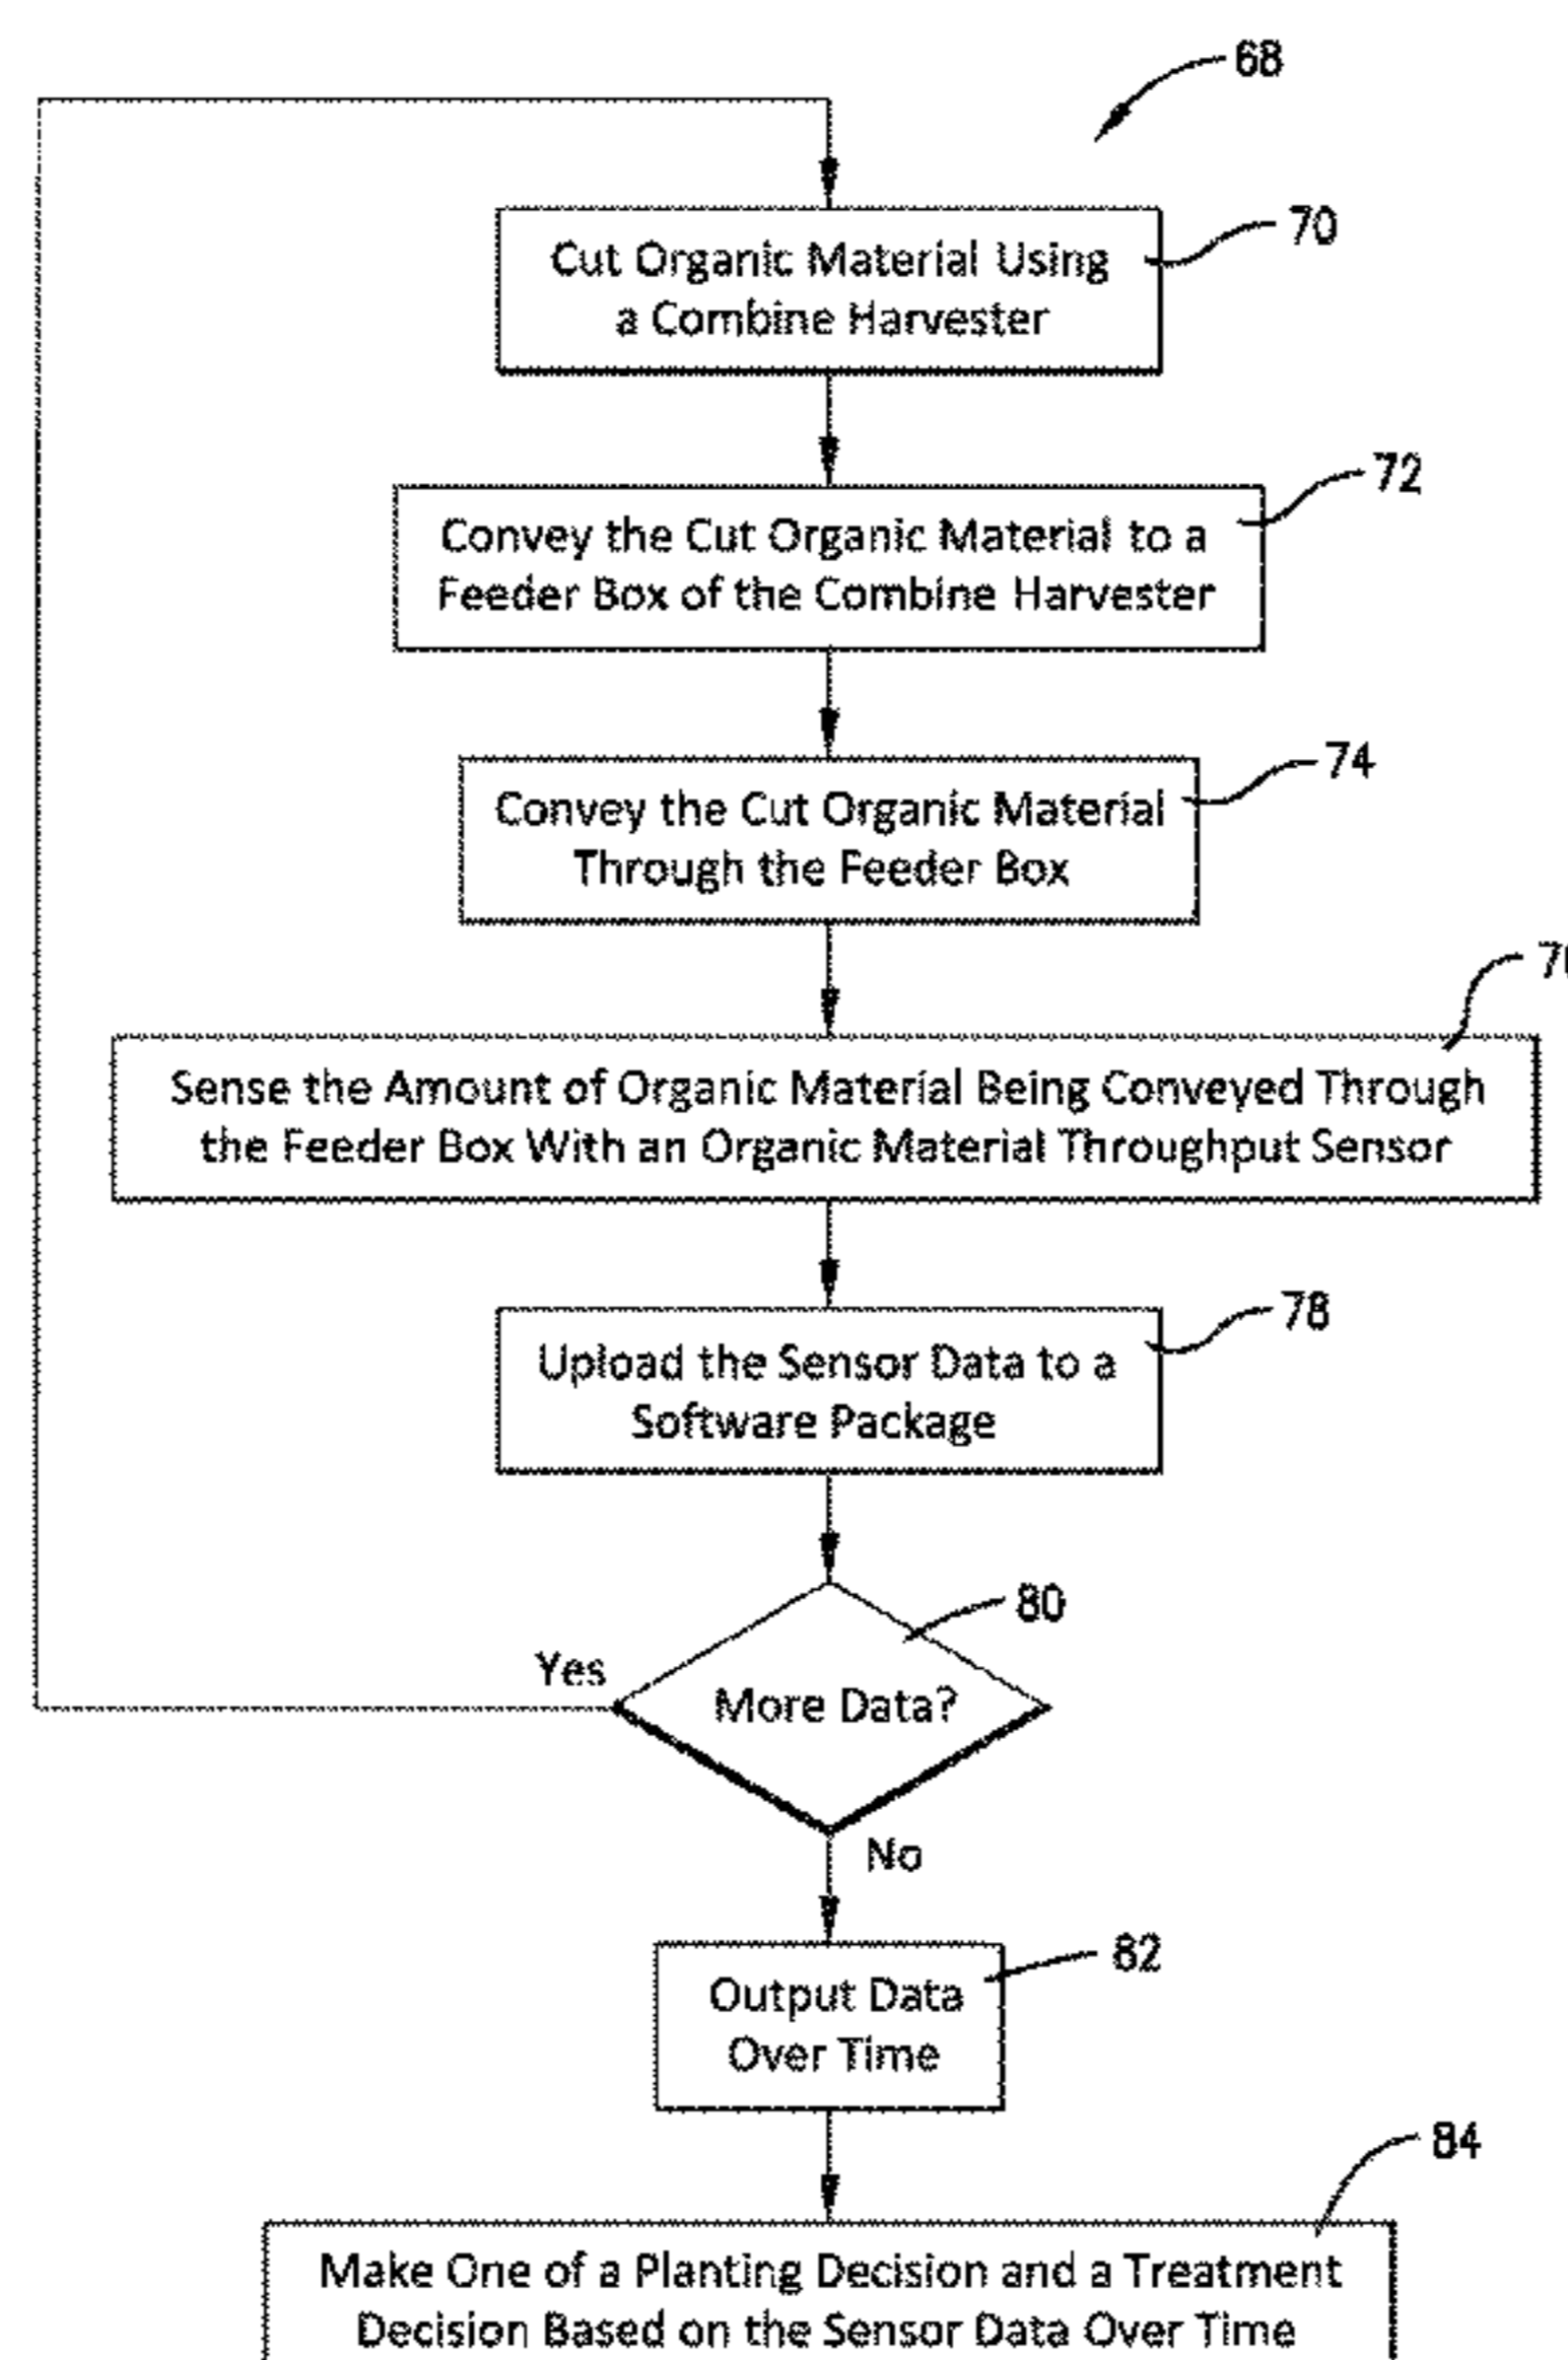 68
Cut Organic Material Using
a Combine Harvester
70
Convey the Cut Organic Material to a
Feeder Box of the Combine Harvester
72
Convey the Cut Organic Material
Through the Feeder Box
74
Sense the Amount of Organic Material Being Conveyed Through
the Feeder Box With an Organic Material Throughput Sensor
Upload the Sensor Data to a
Software Package
78
More Data?
80
Yes
No
Output Data
Over Time
82
Make One of a Planting Decision and a Treatment
Decision Based on the Sensor Data Over Time
84